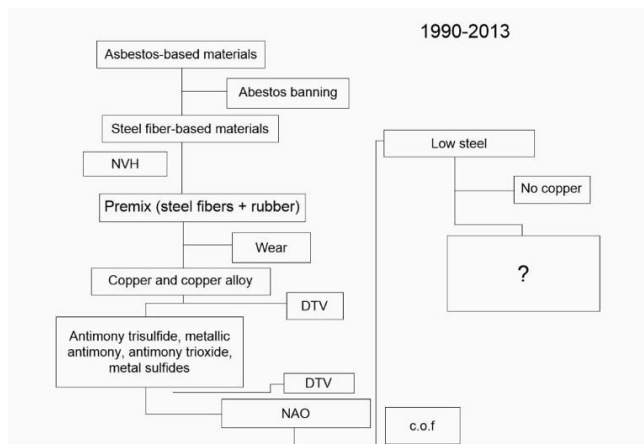 1990-2013
Asbestos-based materials
Abestos banning
Steel fiber-based materials
NVH
Premix (steel fibers + rubber)
Wear
Copper and copper alloy
DTV
Antimony trisulfide, metallic
antimony, antimony trioxide,
metal sulfides
DTV
NAO
c.o.f
Low steel
No copper
?